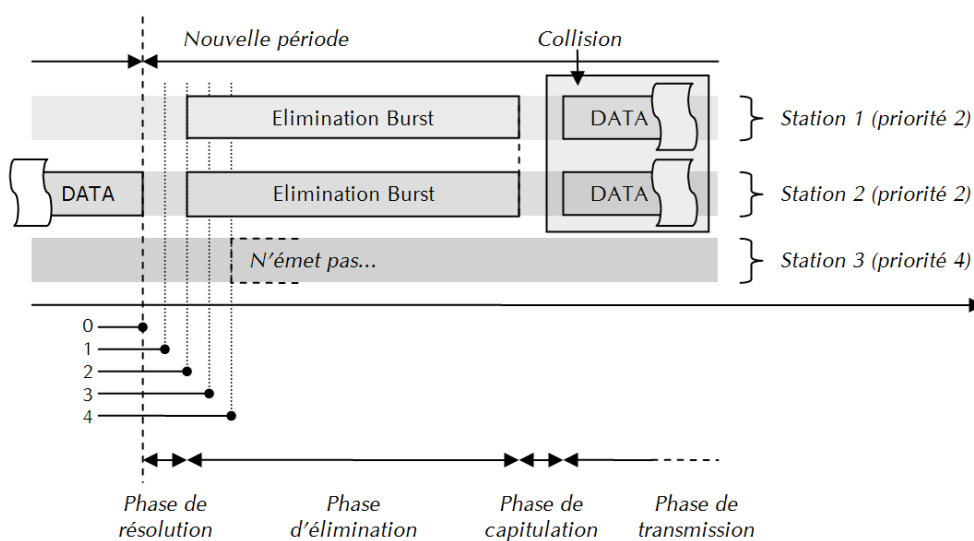 Nouvelle période
Collision
Elimination Burst
DATA
Station 1 (priorité 2)
DATA
Elimination Burst
DATA
Station 2 (priorité 2)
N'émet pas...
Station 3 (priorité 4)
0
1
2
3
4
Phase de
résolution
Phase
d'élimination
Phase de
capitulation
Phase de
transmission